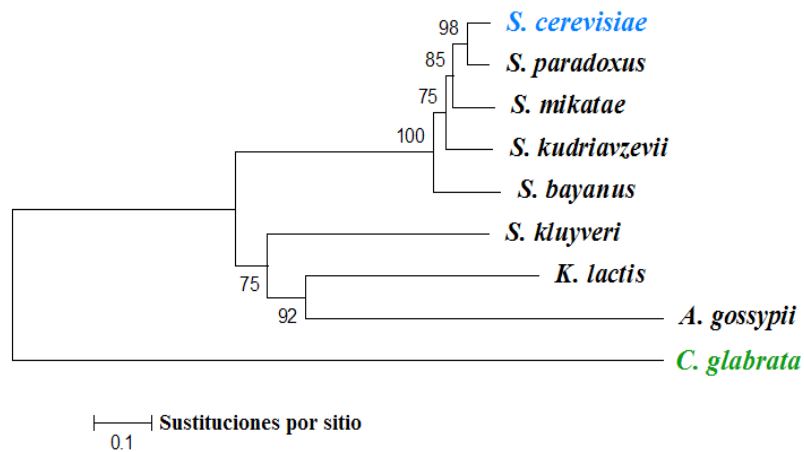 98
S. cerevisiae
85
S. paradoxus
75
S. mikatae
100
S. kudriavzevii
S. bayanus
S. kluyveri
75
K. lactis
92
A. gossypii
C. glabrata
Sustituciones por sitio
0.1